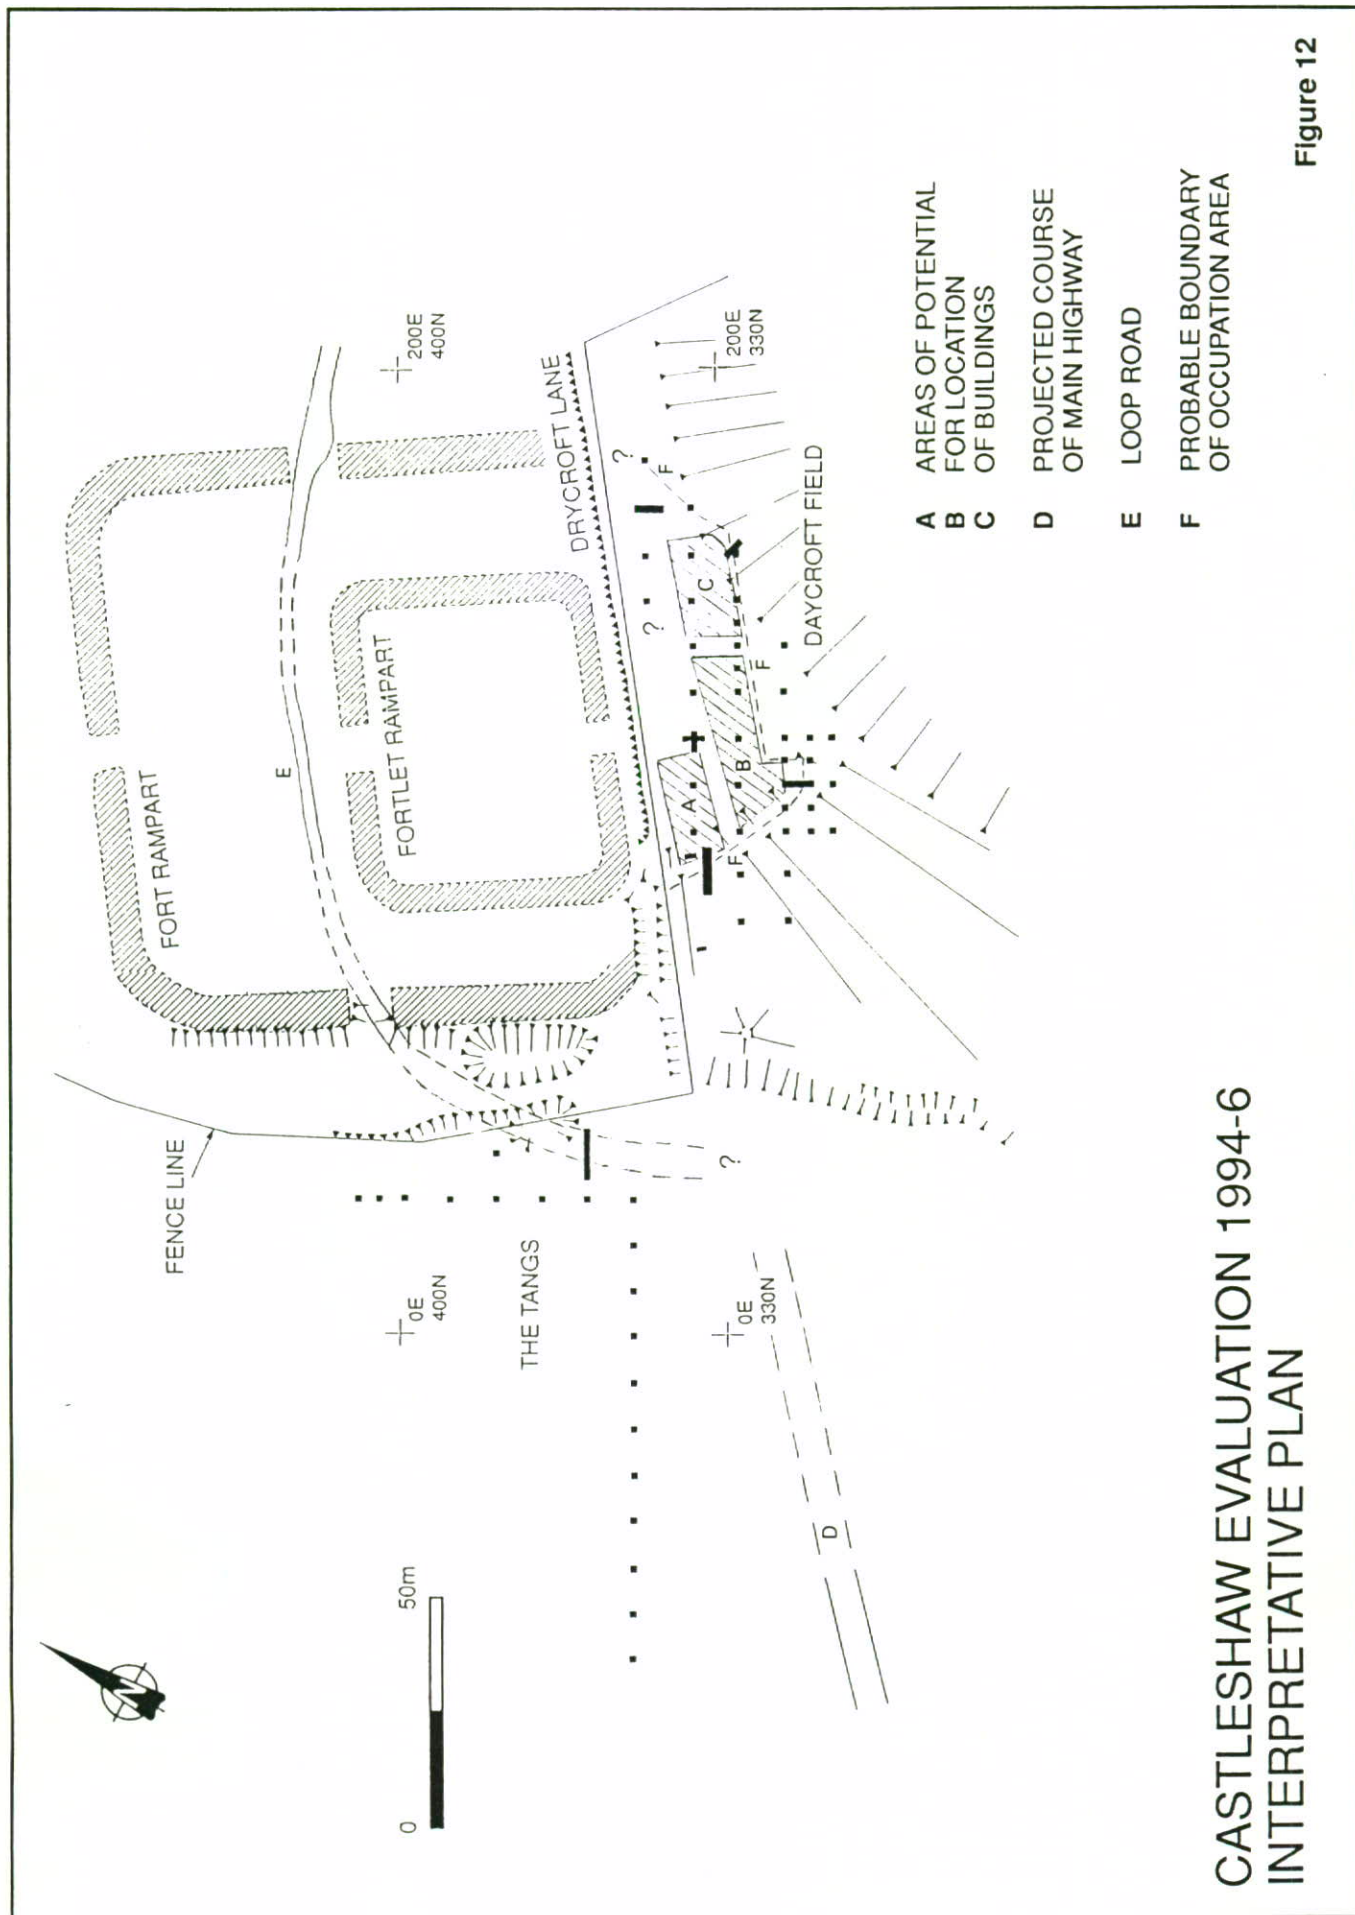 N
0
50m
FENCE LINE
FORT RAMPART
FORTLET RAMPART
E
DRYCROFT LANE
200E
400N
0E
400N
THE TANGS
?
?
?
A
B
C
F
F
F
D
DAYCROFT FIELD
200E
330N
0E
330N
A AREAS OF POTENTIAL
B FOR LOCATION
C OF BUILDINGS
D PROJECTED COURSE
OF MAIN HIGHWAY
E LOOP ROAD
F PROBABLE BOUNDARY
OF OCCUPATION AREA
CASTLESHAW EVALUATION 1994-6
INTERPRETATIVE PLAN
Figure 12